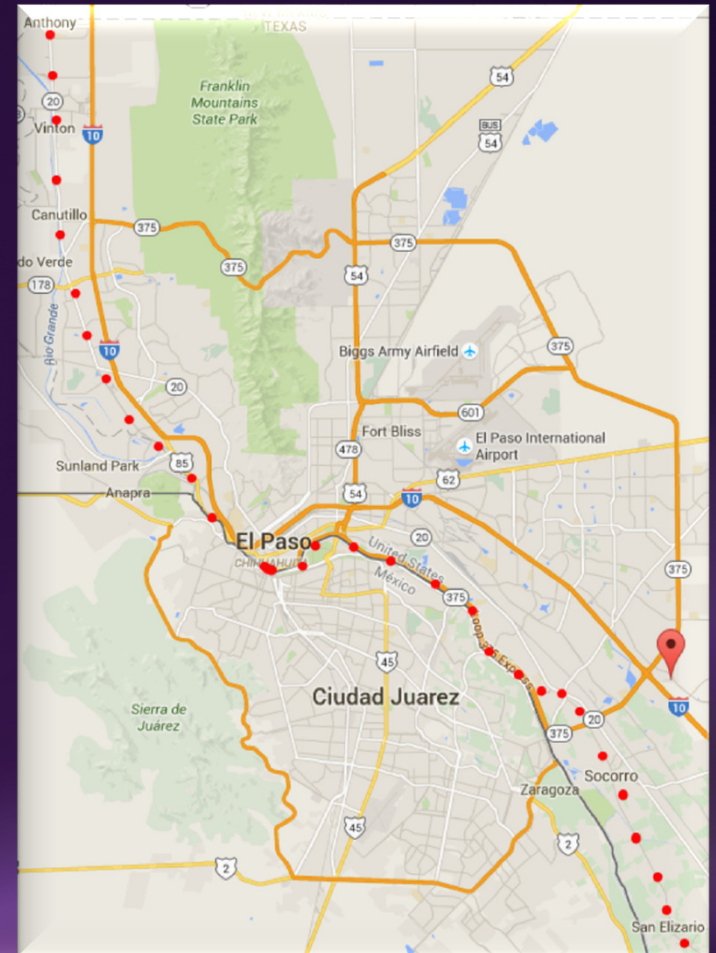 Anthony
TEXAS
Franklin
Mountains
State Park
54
20
BUS
54
Vinton
10
Canutillo
375
375
375
do Verde
178
54
Rio Grande
10
Biggs Army Airfield
375
20
601
Fort Bliss
478
El Paso International
Airport
Sunland Park
85
62
Anapra
54
10
El Paso
CHIHUAHUA
20
United States
México
375
375
45
Ciudad Juarez
Sierra de
Juárez
20
10
375
Socorro
Zaragoza
45
2
2
San Elizario